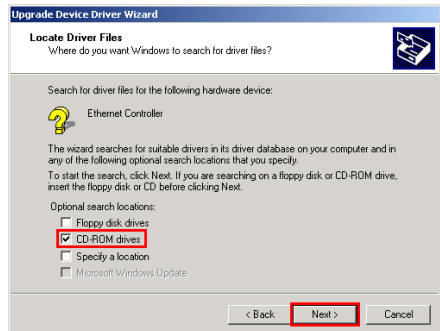 Upgrade Device Driver Wizard
Locate Driver Files
Where do you want Windows to search for driver files?
Search for driver files for the following hardware device:
Ethernet Controller
The wizard searches for suitable drivers in its driver database on your computer and in
any of the following optional search locations that you specify.
To start the search, click Next. If you are searching on a floppy disk or CD-ROM drive,
insert the floppy disk or CD before clicking Next.
Optional search locations:
Floppy disk drives
CD-ROM drives
Specify a location
Microsoft Windows Update
< Back Next > Cancel